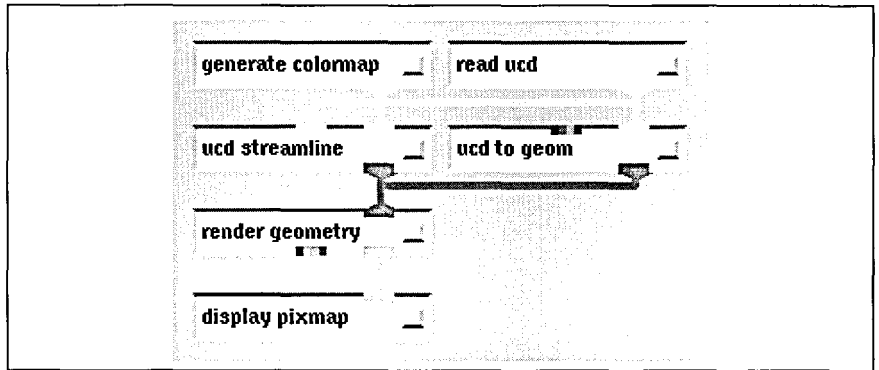 generate colormap
read ucd
ucd streamline
ucd to geom
render geometry
display pixmap